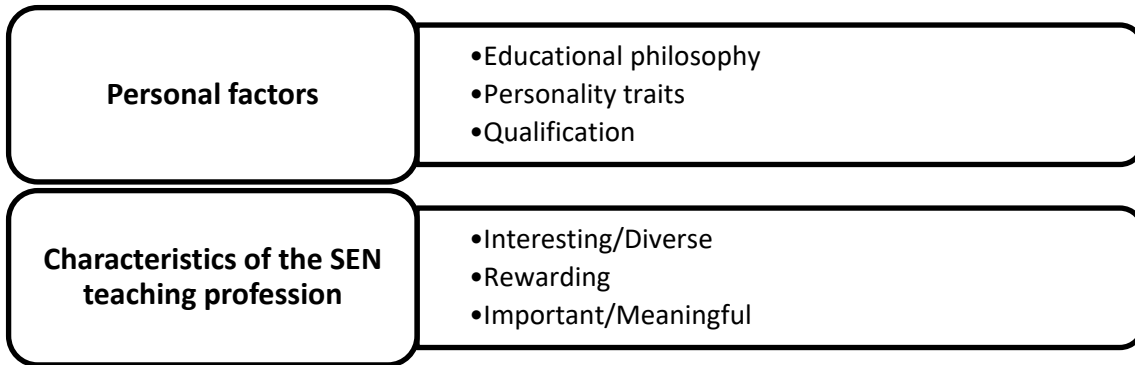 Personal factors
•Educational philosophy
•Personality traits
•Qualification
Characteristics of the SEN
teaching profession
•Interesting/Diverse
•Rewarding
•Important/Meaningful